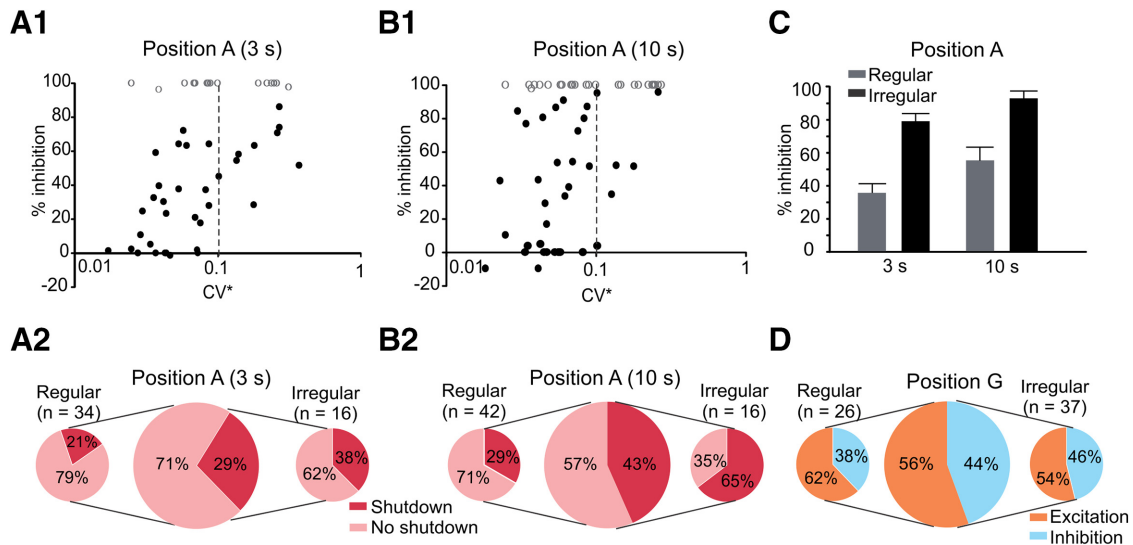 A1
Position A (3 s)
100
80
60
40
20
0
-20
% inhibition
0.01
0.1
1
CV*
B1
Position A (10 s)
100
80
60
40
20
0
-20
% inhibition
0.01
0.1
1
CV*
C
Position A
Regular
Irregular
100
80
60
40
20
0
% inhibition
3 s
10 s
A2
Position A (3 s)
Regular
(n = 34)
21%
79%
71%
29%
Irregular
(n = 16)
38%
62%
Shutdown
No shutdown
B2
Position A (10 s)
Regular
(n = 42)
29%
71%
57%
43%
Irregular
(n = 16)
35%
65%
D
Position G
Regular
(n = 26)
38%
62%
56%
44%
Irregular
(n = 37)
46%
54%
Excitation
Inhibition